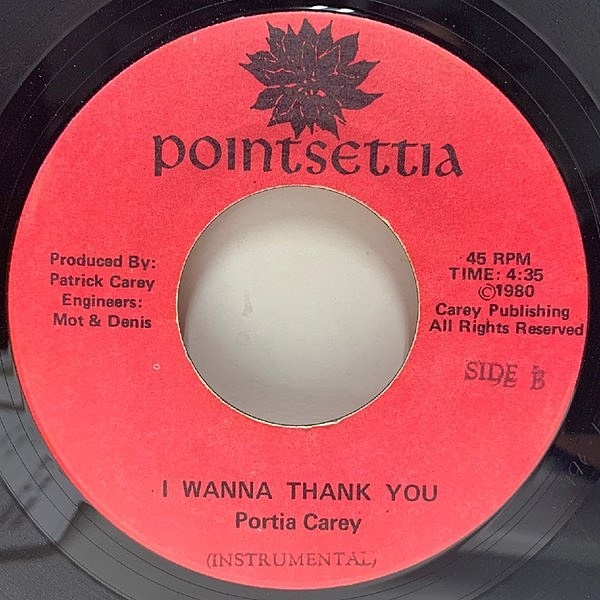 POINTSETTIA
Produced By:
Patrick Carey
Engineers:
Mot & Denis
45 RPM
TIME: 4:35
©1980
Carey Publishing
All Rights Reserved
SIDE B
I WANNA THANK YOU
Portia Carey
(INSTRUMENTAL)